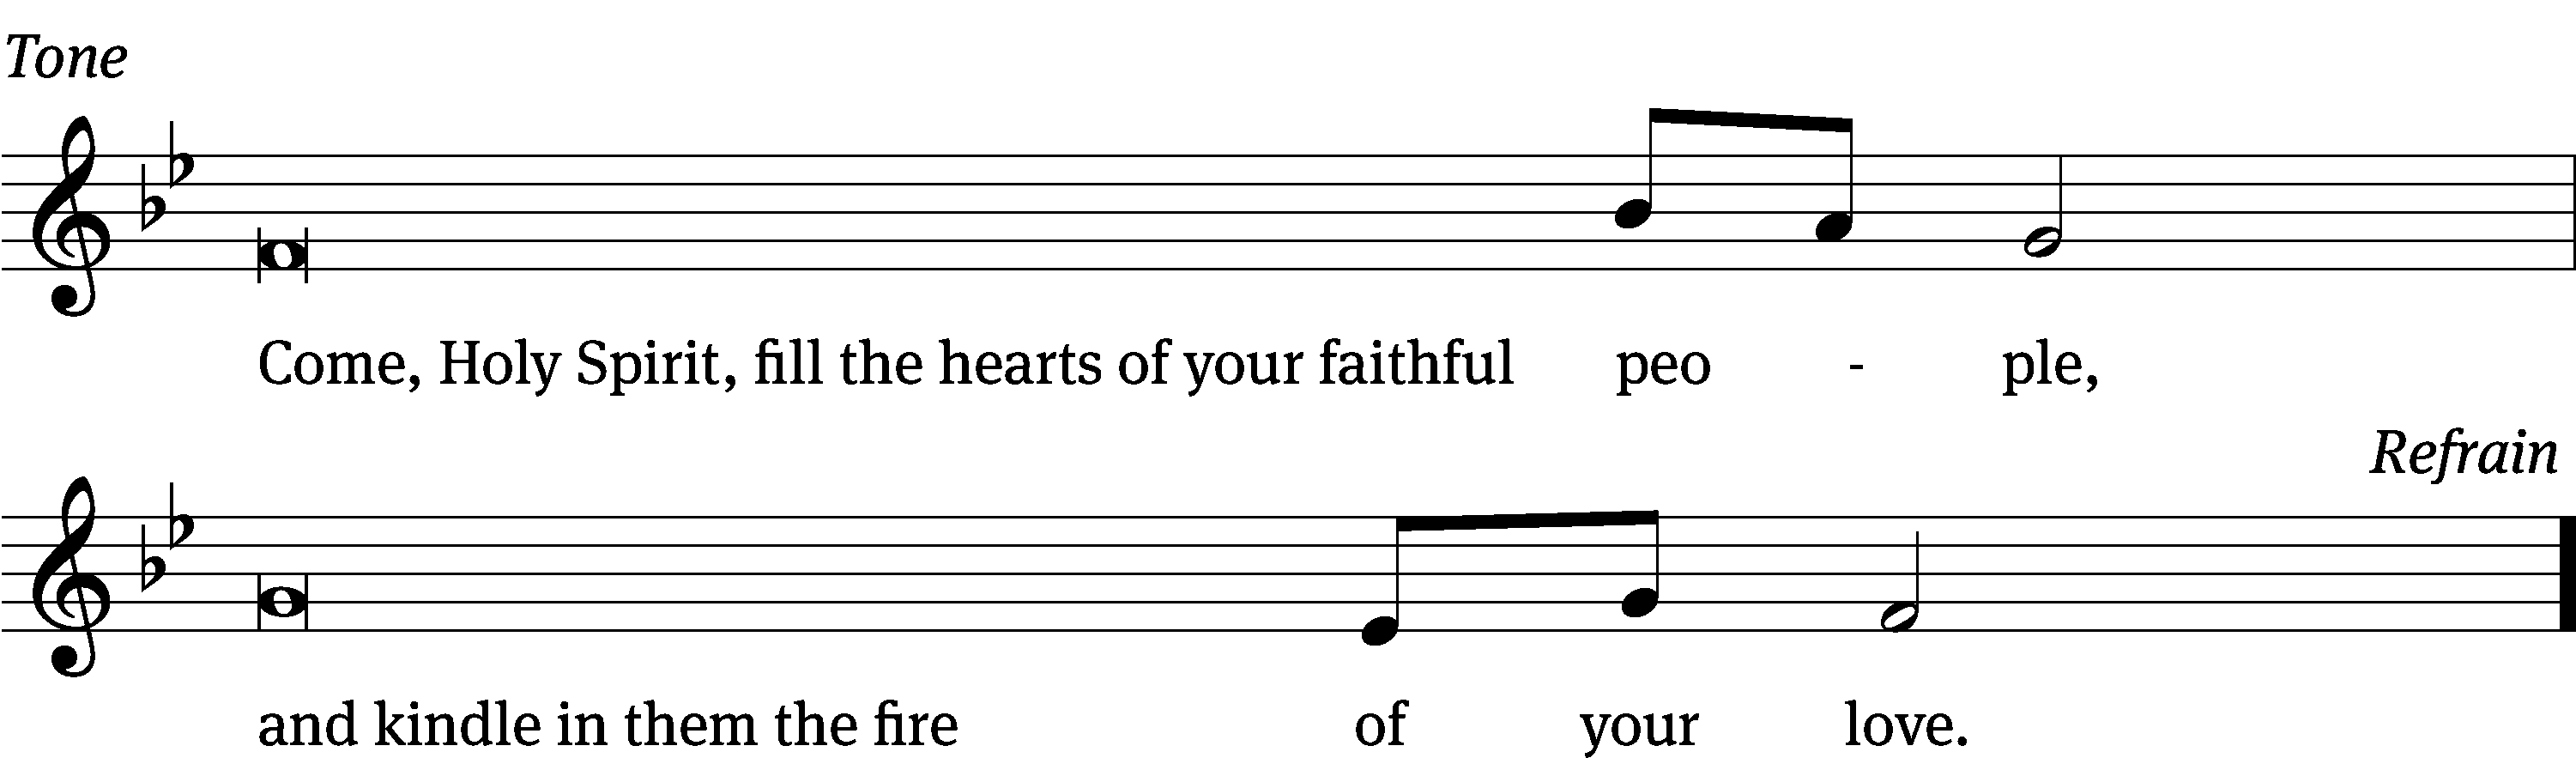 Tone
Come, Holy Spirit, fill the hearts of your faithful peo - ple,
Refrain
and kindle in them the fire of your love.